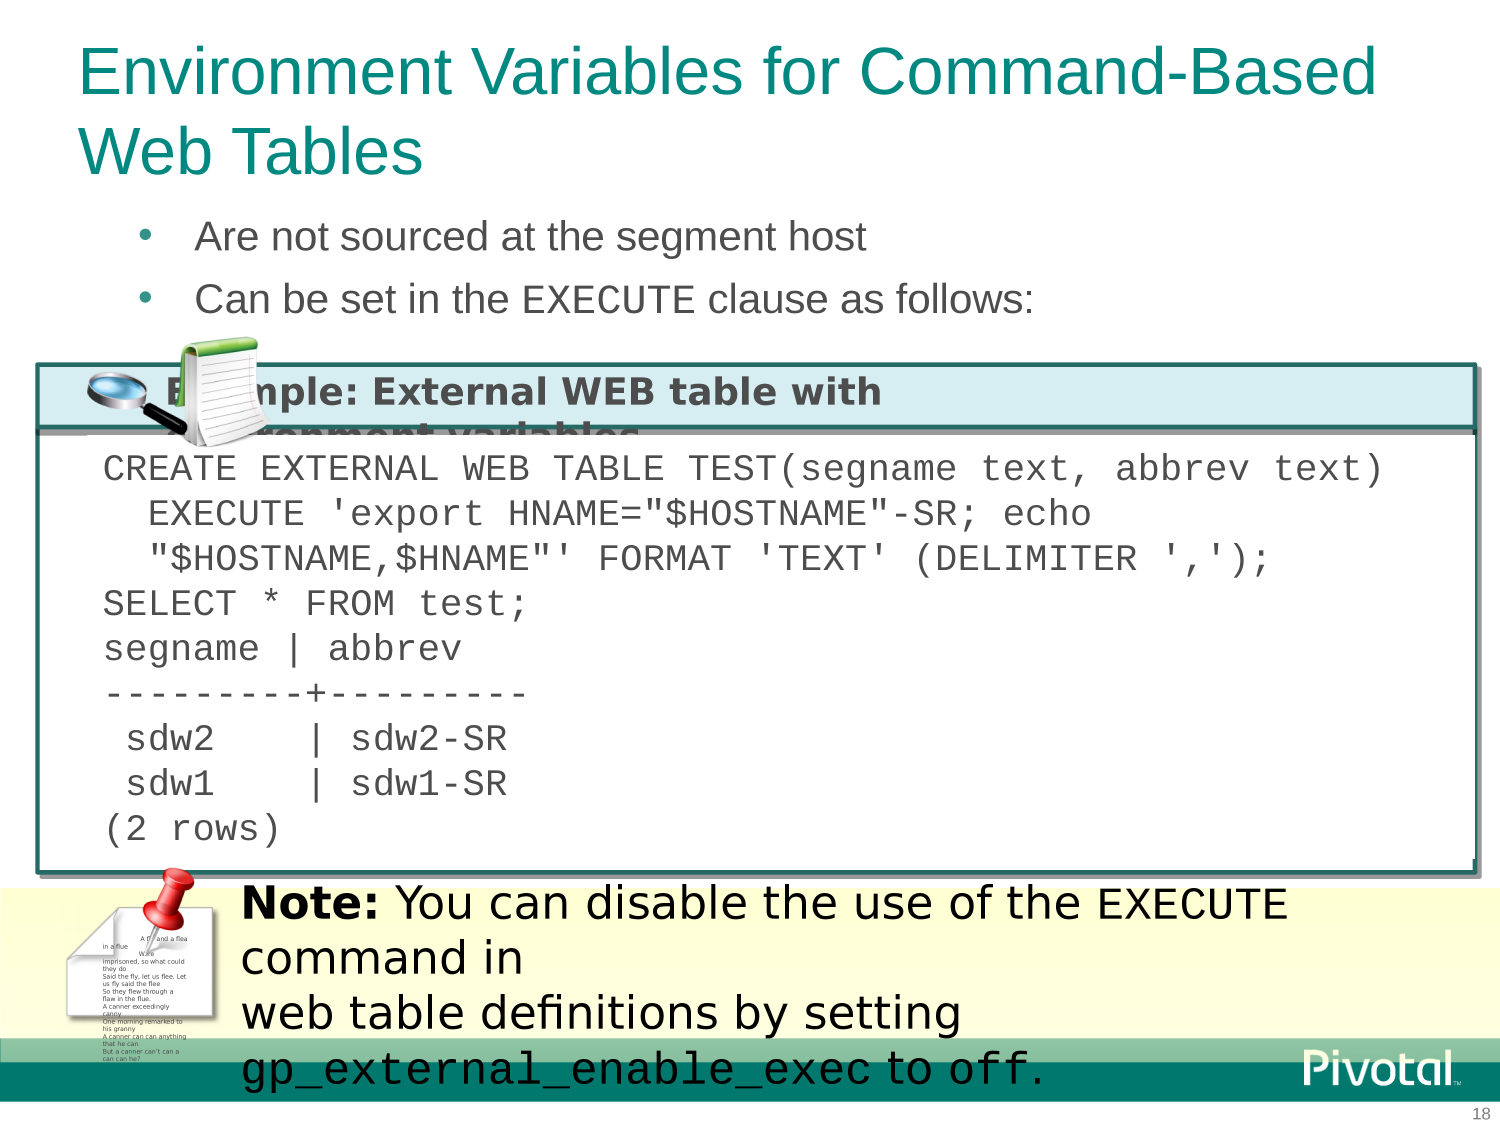 Environment Variables for Command-Based
Web Tables
• Are not sourced at the segment host
• Can be set in the EXECUTE clause as follows:
Example: External WEB table with
environment variables
CREATE EXTERNAL WEB TABLE TEST(segname text, abbrev text)
EXECUTE 'export HNAME="$HOSTNAME"-SR; echo
"$HOSTNAME,$HNAME"' FORMAT 'TEXT' (DELIMITER ',');
SELECT * FROM test;
segname | abbrev
---------+---------
sdw2 | sdw2-SR
sdw1 | sdw1-SR
(2 rows)
Note: You can disable the use of the EXECUTE
command in
web table definitions by setting
gp_external_enable_exec to off.
A and a flea
in a flue
Were
imprisoned, so what could
they do
Said the fly, let us flee. Let
us fly said the flee
So they flew through a
flaw in the flue.
A canner exceedingly
canny
One morning remarked to
his granny
A canner can can anything
that he can
But a canner can't can a
can can he?
Pivotal™
18